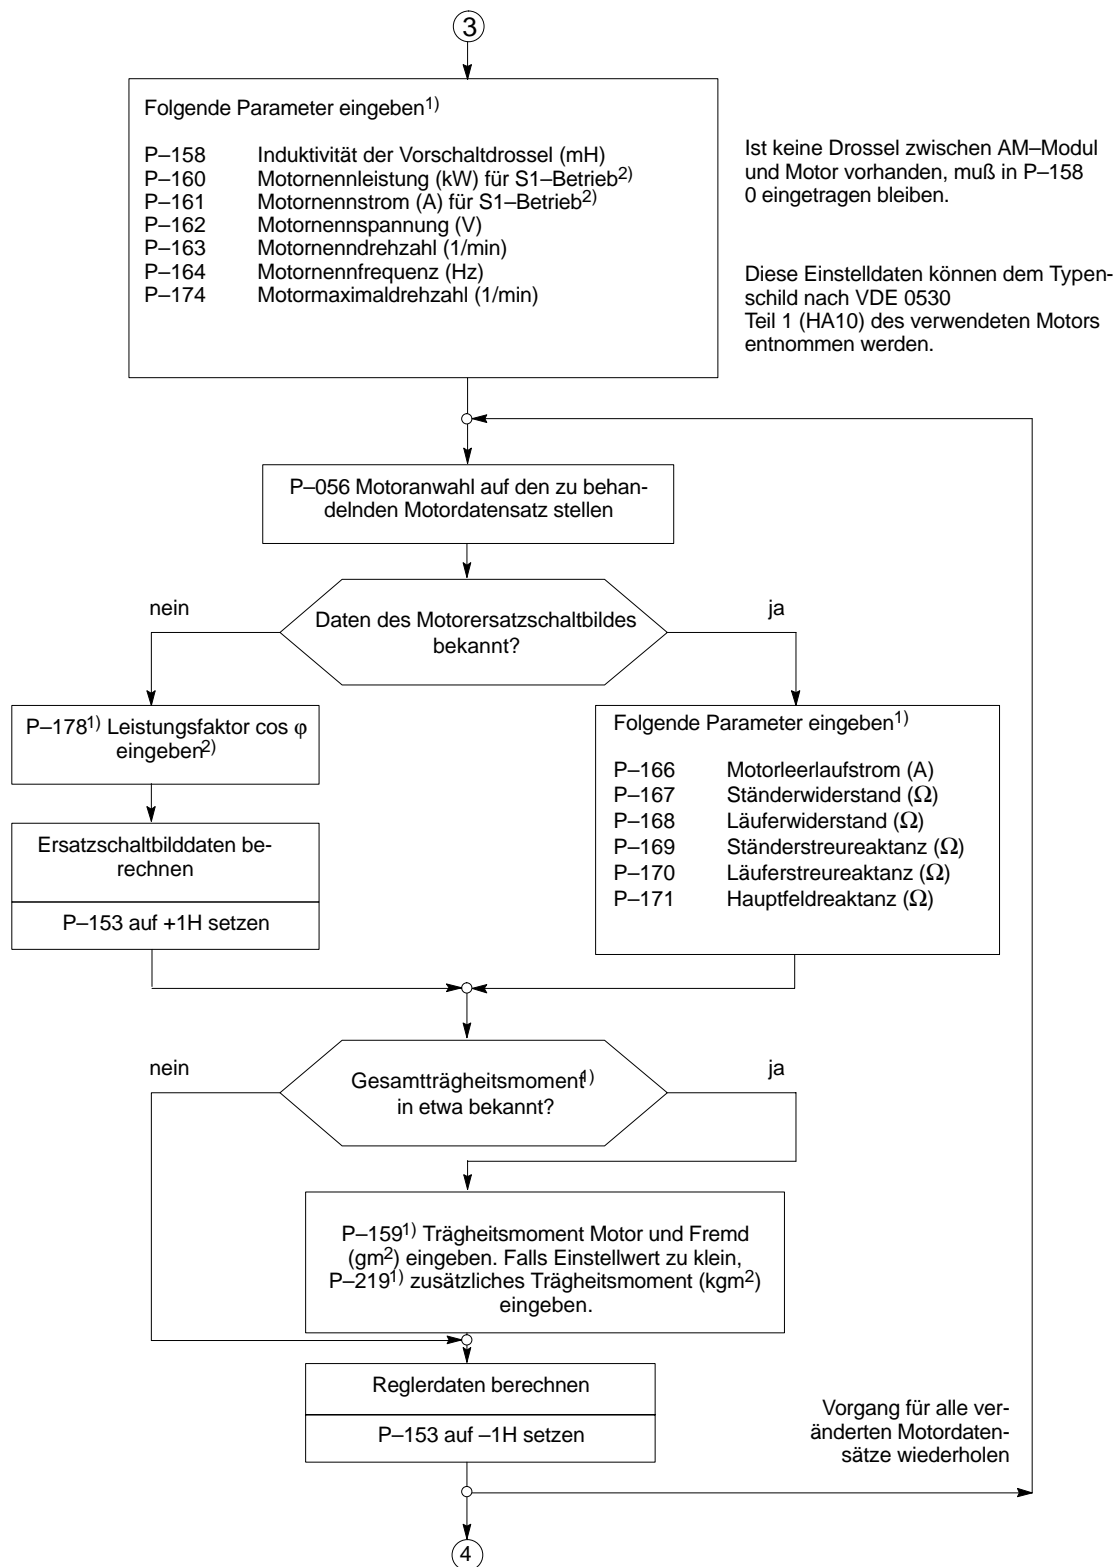 3
Folgende Parameter eingeben1)
P–158 Induktivität der Vorschaltdrossel (mH)
P–160 Motornennleistung (kW) für S1–Betrieb2)
P–161 Motornennstrom (A) für S1–Betrieb2)
P–162 Motornennspannung (V)
P–163 Motornenndrehzahl (1/min)
P–164 Motornennfrequenz (Hz)
P–174 Motormaximaldrehzahl (1/min)
Ist keine Drossel zwischen AM–Modul
und Motor vorhanden, muß in P–158
0 eingetragen bleiben.
Diese Einstelldaten können dem Typen-
schild nach VDE 0530
Teil 1 (HA10) des verwendeten Motors
entnommen werden.
P–056 Motoranwahl auf den zu behan-
delnden Motordatensatz stellen
nein
Daten des Motorersatzschaltbildes
bekannt?
ja
P–1781) Leistungsfaktor cos φ
eingeben2)
Ersatzschaltbilddaten be-
rechnen
P–153 auf +1H setzen
Folgende Parameter eingeben1)
P–166 Motorleerlaufstrom (A)
P–167 Ständerwiderstand (Ω)
P–168 Läuferwiderstand (Ω)
P–169 Ständerstreureaktanz (Ω)
P–170 Läuferstreureaktanz (Ω)
P–171 Hauptfeldreaktanz (Ω)
nein
Gesamtträgheitsmoment1)
in etwa bekannt?
ja
P–1591) Trägheitsmoment Motor und Fremd
(gm2) eingeben. Falls Einstellwert zu klein,
P–2191) zusätzliches Trägheitsmoment (kgm2)
eingeben.
Reglerdaten berechnen
P–153 auf –1H setzen
Vorgang für alle ver-
änderten Motordaten-
sätze wiederholen
4